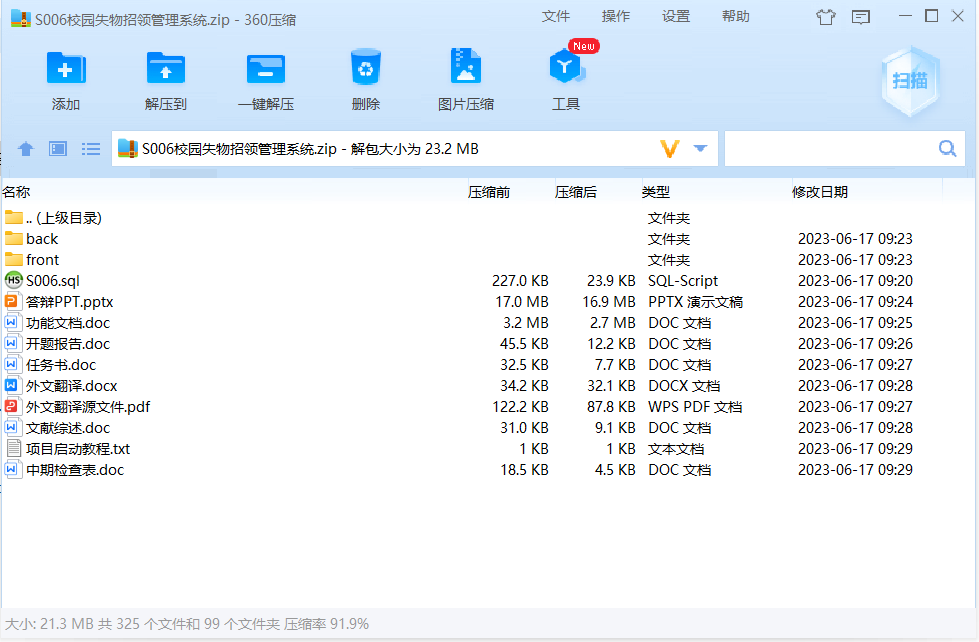 S006校园失物招领管理系统.zip - 360压缩 文件 操作 设置 帮助
New
添加 解压到 一键解压 删除 图片压缩 工具 扫描
S006校园失物招领管理系统.zip - 解包大小为 23.2 MB
名称 压缩前 压缩后 类型 修改日期
.. (上级目录) 文件夹
back 文件夹 2023-06-17 09:23
front 文件夹 2023-06-17 09:23
HS S006.sql 227.0 KB 23.9 KB SQL-Script 2023-06-17 09:20
答辩PPT.pptx 17.0 MB 16.9 MB PPTX 演示文稿 2023-06-17 09:24
功能文档.doc 3.2 MB 2.7 MB DOC 文档 2023-06-17 09:25
开题报告.doc 45.5 KB 12.2 KB DOC 文档 2023-06-17 09:26
任务书.doc 32.5 KB 7.7 KB DOC 文档 2023-06-17 09:27
外文翻译.docx 34.2 KB 32.1 KB DOCX 文档 2023-06-17 09:28
外文翻译源文件.pdf 122.2 KB 87.8 KB WPS PDF 文档 2023-06-17 09:27
文献综述.doc 31.0 KB 9.1 KB DOC 文档 2023-06-17 09:28
项目启动教程.txt 1 KB 1 KB 文本文档 2023-06-17 09:29
中期检查表.doc 18.5 KB 4.5 KB DOC 文档 2023-06-17 09:29
大小: 21.3 MB 共 325 个文件和 99 个文件夹 压缩率 91.9%